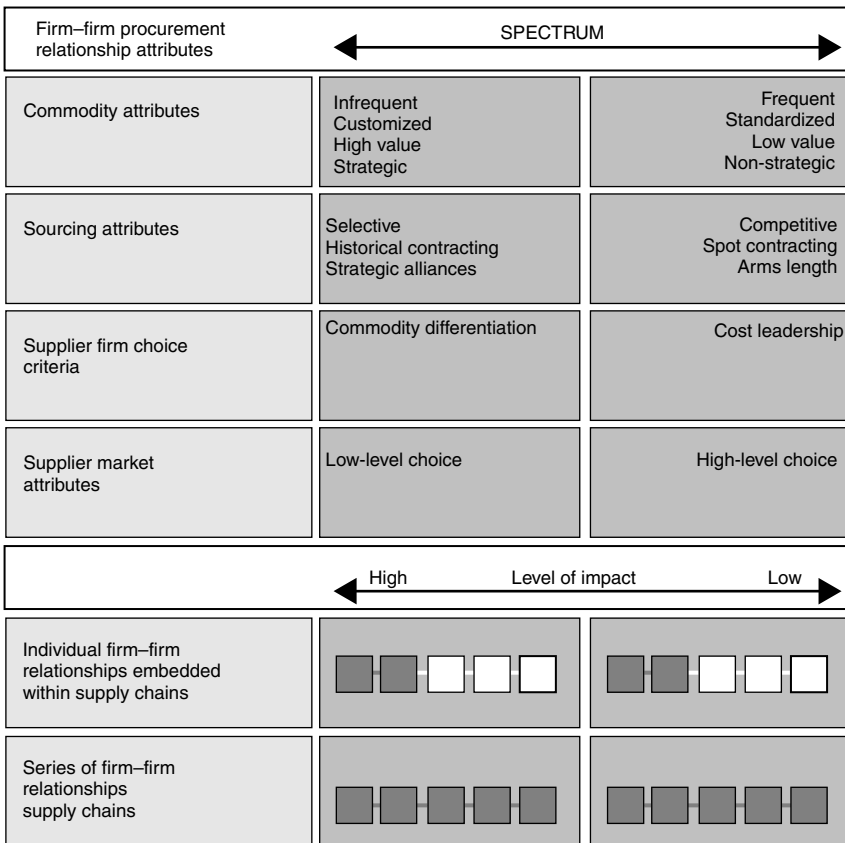 Firm–firm procurement
relationship attributes
SPECTRUM
Commodity attributes
Infrequent
Customized
High value
Strategic
Frequent
Standardized
Low value
Non-strategic
Sourcing attributes
Selective
Historical contracting
Strategic alliances
Competitive
Spot contracting
Arms length
Supplier firm choice
criteria
Commodity differentiation
Cost leadership
Supplier market
attributes
Low-level choice
High-level choice
High
Level of impact
Low
Individual firm–firm
relationships embedded
within supply chains
Series of firm–firm
relationships
supply chains